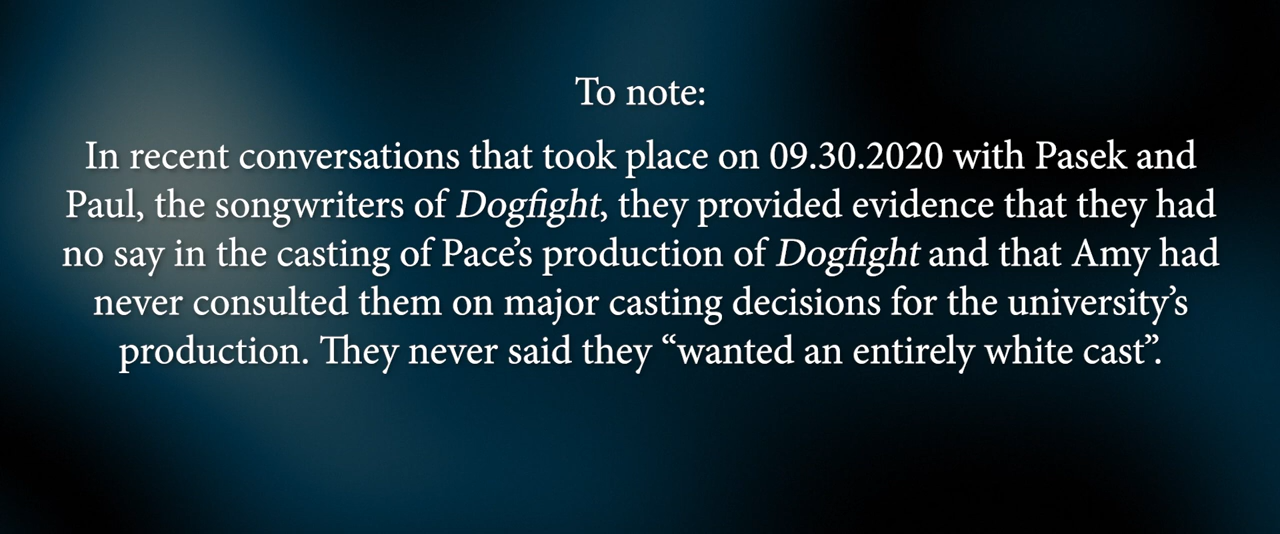 To note:
In recent conversations that took place on 09.30.2020 with Pasek and
Paul, the songwriters of Dogfight, they provided evidence that they had
no say in the casting of Pace’s production of Dogfight and that Amy had
never consulted them on major casting decisions for the university’s
production. They never said they “wanted an entirely white cast”.